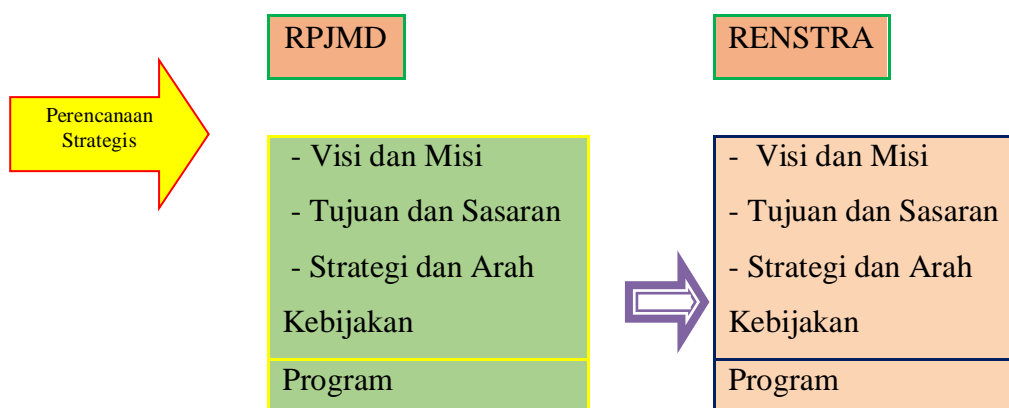 RPJMD
RENSTRA
Perencanaan
Strategis
- Visi dan Misi
- Tujuan dan Sasaran
- Strategi dan Arah
Kebijakan
Program
- Visi dan Misi
- Tujuan dan Sasaran
- Strategi dan Arah
Kebijakan
Program